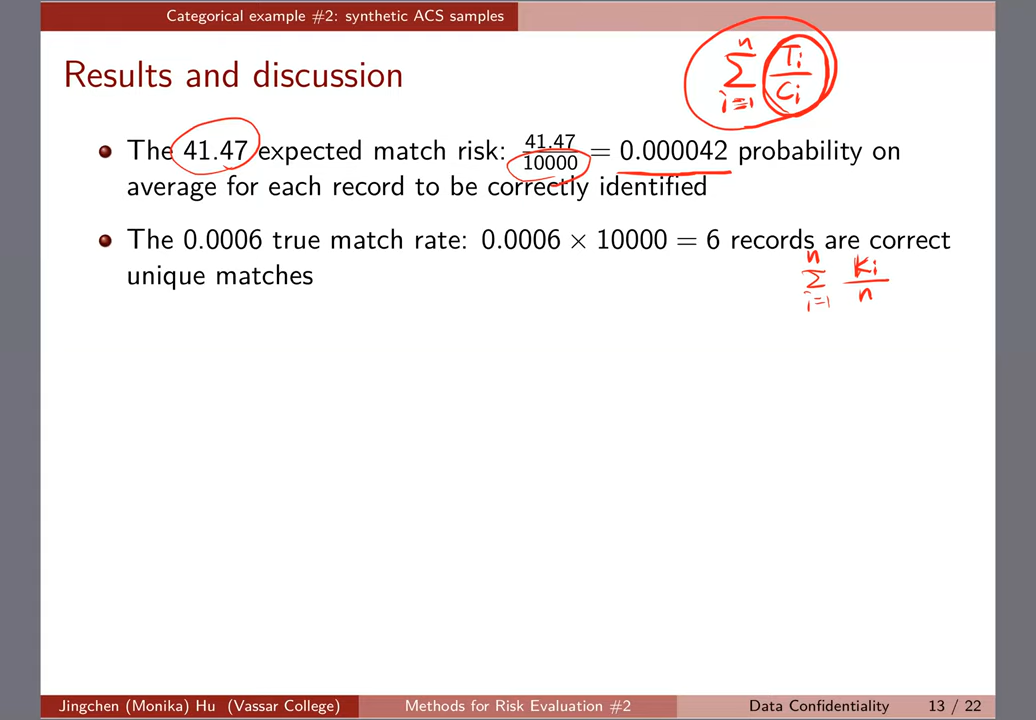 Categorical example #2: synthetic ACS samples
Results and discussion
n
∑ Ti/Ci
i=1
The 41.47 expected match risk: 41.47/10000 = 0.000042 probability on
average for each record to be correctly identified
The 0.0006 true match rate: 0.0006 × 10000 = 6 records are correct
unique matches
n
∑ Ki/n
i=1
Jingchen (Monika) Hu (Vassar College) Methods for Risk Evaluation #2 Data Confidentiality 13 / 22